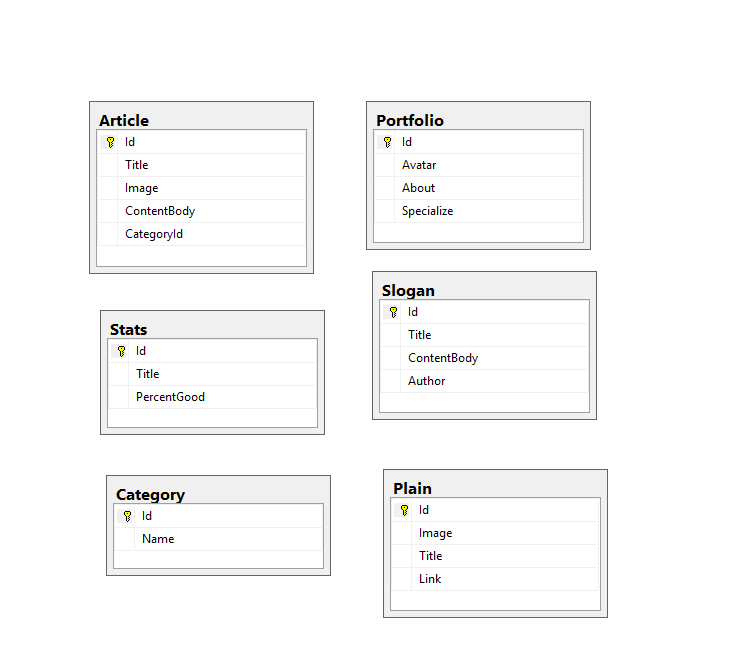 Article
Id
Title
Image
ContentBody
CategoryId
Portfolio
Id
Avatar
About
Specialize
Slogan
Id
Title
ContentBody
Author
Stats
Id
Title
PercentGood
Category
Id
Name
Plain
Id
Image
Title
Link